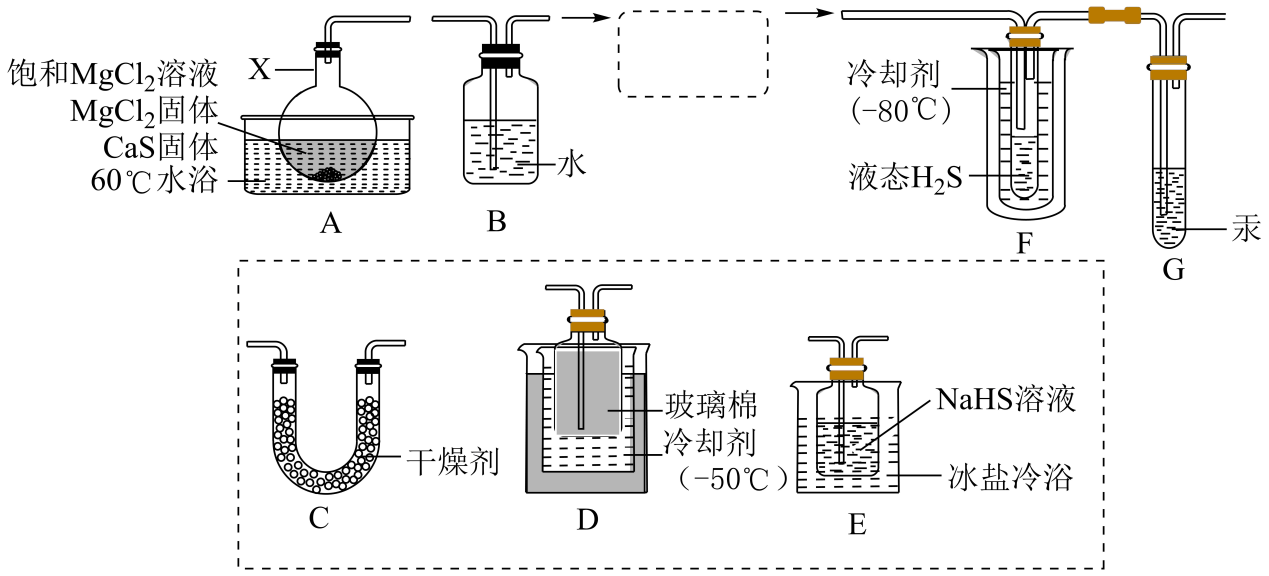 饱和MgCl₂溶液
MgCl₂固体
CaS固体
60℃水浴
X
A
水
B
冷却剂
(-80℃)
液态H₂S
F
汞
G
干燥剂
C
玻璃棉
冷却剂
(-50℃)
D
NaHS溶液
冰盐冷浴
E